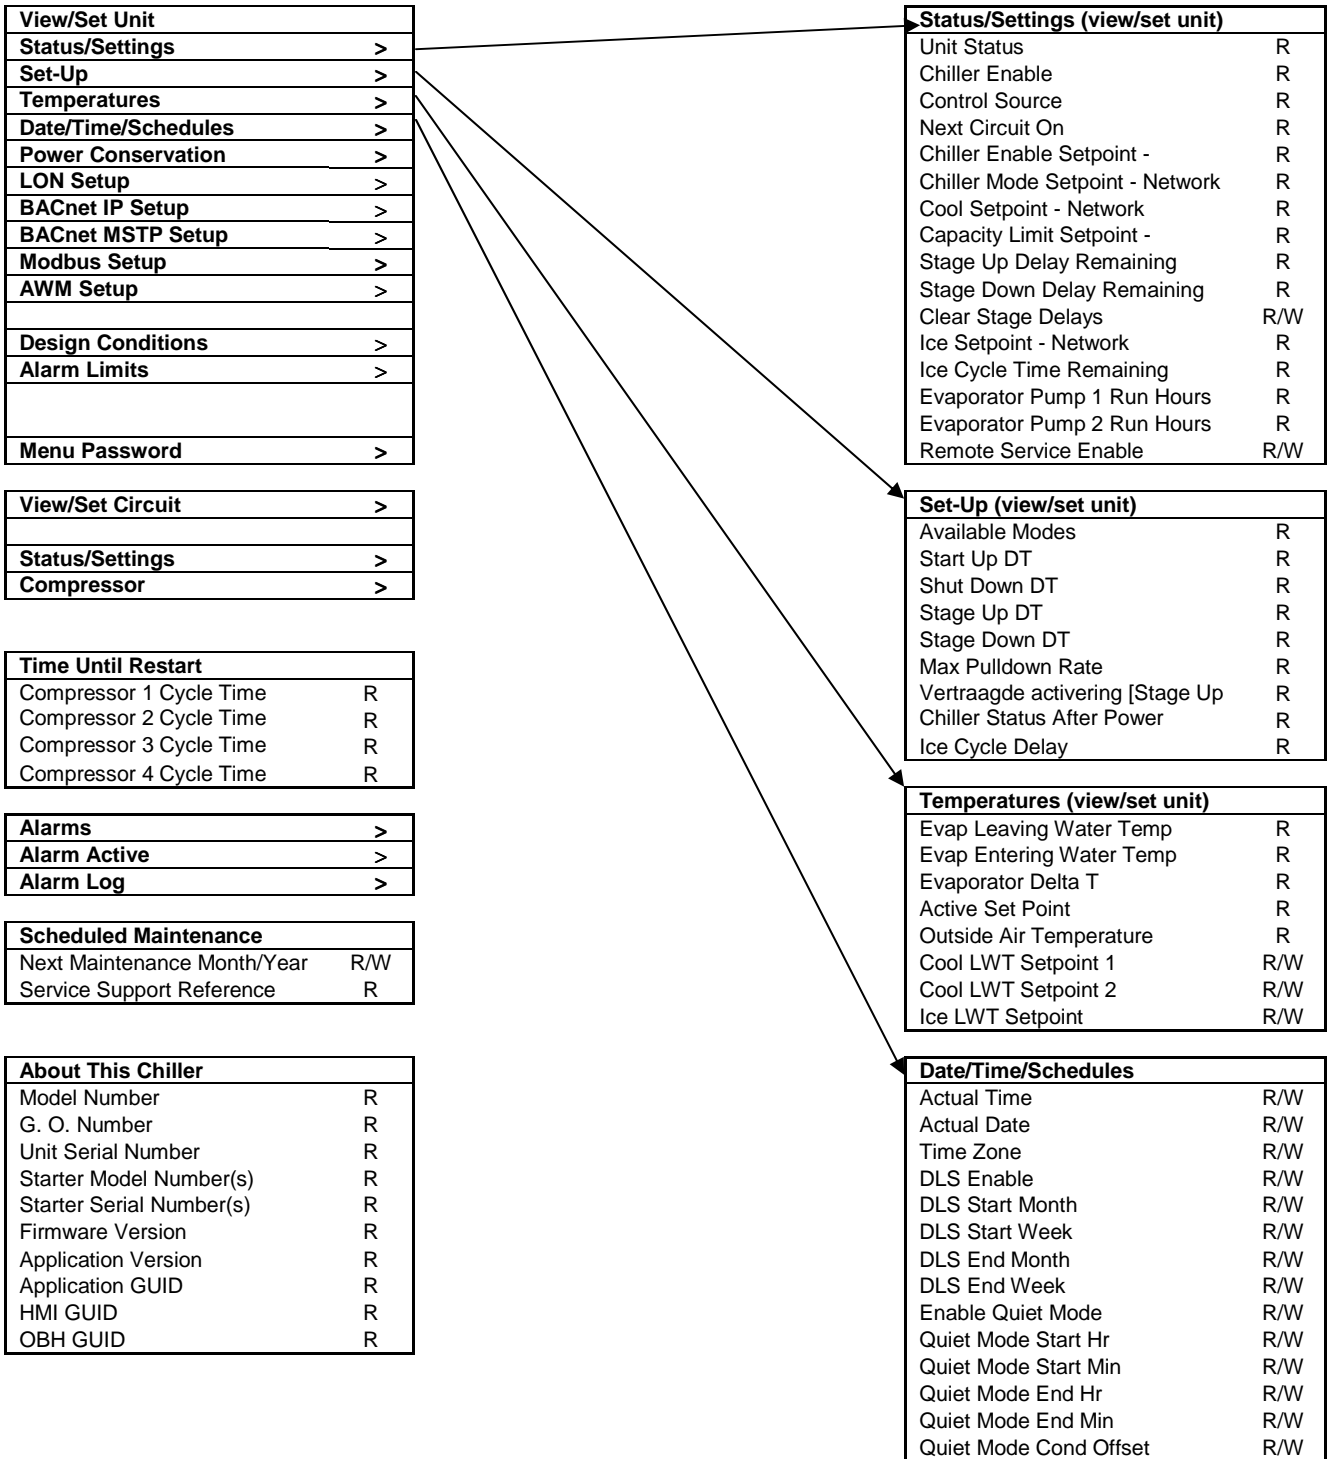 View/Set Unit
Status/Settings >
Set-Up >
Temperatures >
Date/Time/Schedules >
Power Conservation >
LON Setup >
BACnet IP Setup >
BACnet MSTP Setup >
Modbus Setup >
AWM Setup >
Design Conditions >
Alarm Limits >
Menu Password >
View/Set Circuit >
Status/Settings >
Compressor >
Time Until Restart
Compressor 1 Cycle Time R
Compressor 2 Cycle Time R
Compressor 3 Cycle Time R
Compressor 4 Cycle Time R
Alarms >
Alarm Active >
Alarm Log >
Scheduled Maintenance
Next Maintenance Month/Year R/W
Service Support Reference R
About This Chiller
Model Number R
G. O. Number R
Unit Serial Number R
Starter Model Number(s) R
Starter Serial Number(s) R
Firmware Version R
Application Version R
Application GUID R
HMI GUID R
OBH GUID R
Status/Settings (view/set unit)
Unit Status R
Chiller Enable R
Control Source R
Next Circuit On R
Chiller Enable Setpoint - R
Chiller Mode Setpoint - Network R
Cool Setpoint - Network R
Capacity Limit Setpoint - R
Stage Up Delay Remaining R
Stage Down Delay Remaining R
Clear Stage Delays R/W
Ice Setpoint - Network R
Ice Cycle Time Remaining R
Evaporator Pump 1 Run Hours R
Evaporator Pump 2 Run Hours R
Remote Service Enable R/W
Set-Up (view/set unit)
Available Modes R
Start Up DT R
Shut Down DT R
Stage Up DT R
Stage Down DT R
Max Pulldown Rate R
Vertraagde activering [Stage Up R
Chiller Status After Power R
Ice Cycle Delay R
Temperatures (view/set unit)
Evap Leaving Water Temp R
Evap Entering Water Temp R
Evaporator Delta T R
Active Set Point R
Outside Air Temperature R
Cool LWT Setpoint 1 R/W
Cool LWT Setpoint 2 R/W
Ice LWT Setpoint R/W
Date/Time/Schedules
Actual Time R/W
Actual Date R/W
Time Zone R/W
DLS Enable R/W
DLS Start Month R/W
DLS Start Week R/W
DLS End Month R/W
DLS End Week R/W
Enable Quiet Mode R/W
Quiet Mode Start Hr R/W
Quiet Mode Start Min R/W
Quiet Mode End Hr R/W
Quiet Mode End Min R/W
Quiet Mode Cond Offset R/W